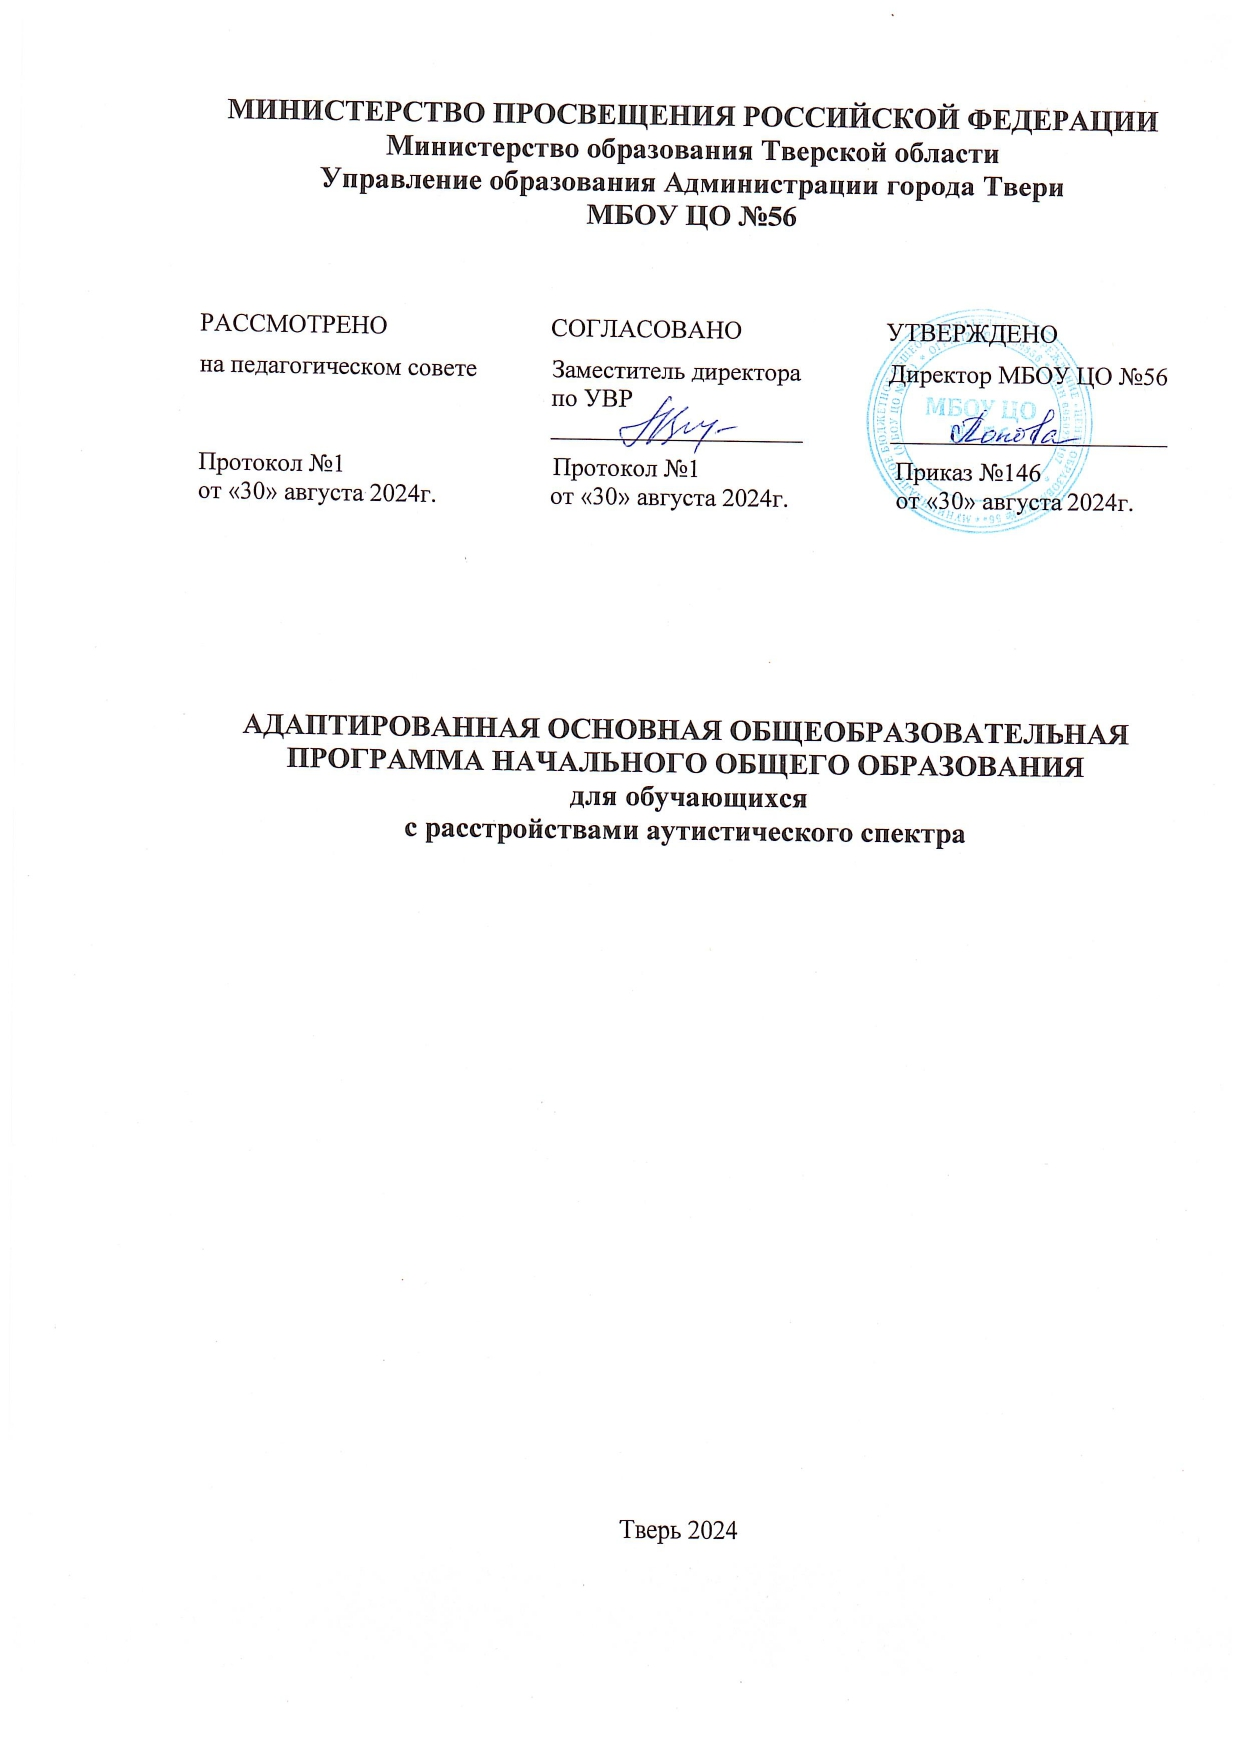 МИНИСТЕРСТВО ПРОСВЕЩЕНИЯ РОССИЙСКОЙ ФЕДЕРАЦИИ
Министерство образования Тверской области
Управление образования Администрации города Твери
МБОУ ЦО №56
РАССМОТРЕНО
на педагогическом совете
Протокол №1
от «30» августа 2024г.
СОГЛАСОВАНО
Заместитель директора
по УВР
Протокол №1
от «30» августа 2024г.
УТВЕРЖДЕНО
Директор МБОУ ЦО №56
МБОУ ЦО
Попова
Приказ №146
от «30» августа 2024г.
АДАПТИРОВАННАЯ ОСНОВНАЯ ОБЩЕОБРАЗОВАТЕЛЬНАЯ
ПРОГРАММА НАЧАЛЬНОГО ОБЩЕГО ОБРАЗОВАНИЯ
для обучающихся
с расстройствами аутистического спектра
Тверь 2024